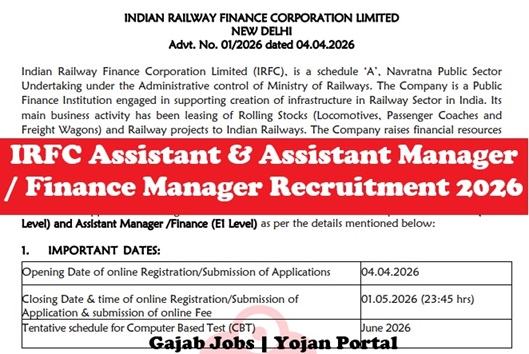 INDIAN RAILWAY FINANCE CORPORATION LIMITED
NEW DELHI
Advt. No. 01/2026 dated 04.04.2026
Indian Railway Finance Corporation Limited (IRFC), is a schedule 'A', Navratna Public Sector
Undertaking under the Administrative control of Ministry of Railways. The Company is a Public
Finance Institution engaged in supporting creation of infrastructure in Railway Sector in India. Its
main business activity has been leasing of Rolling Stocks (Locomotives, Passenger Coaches and
Freight Wagons) and Railway projects to Indian Railways. The Company raises financial resources
IRFC Assistant & Assistant Manager
/ Finance Manager Recruitment 2026
Level) and Assistant Manager /Finance (E1 Level) as per the details mentioned below:
1. IMPORTANT DATES:
Opening Date of online Registration/Submission of Applications 04.04.2026
Closing Date & time of online Registration/Submission of 01.05.2026 (23:45 hrs)
Application & submission of online Fee
Tentative schedule for Computer Based Test (CBT) June 2026
Gajab Jobs | Yojan Portal